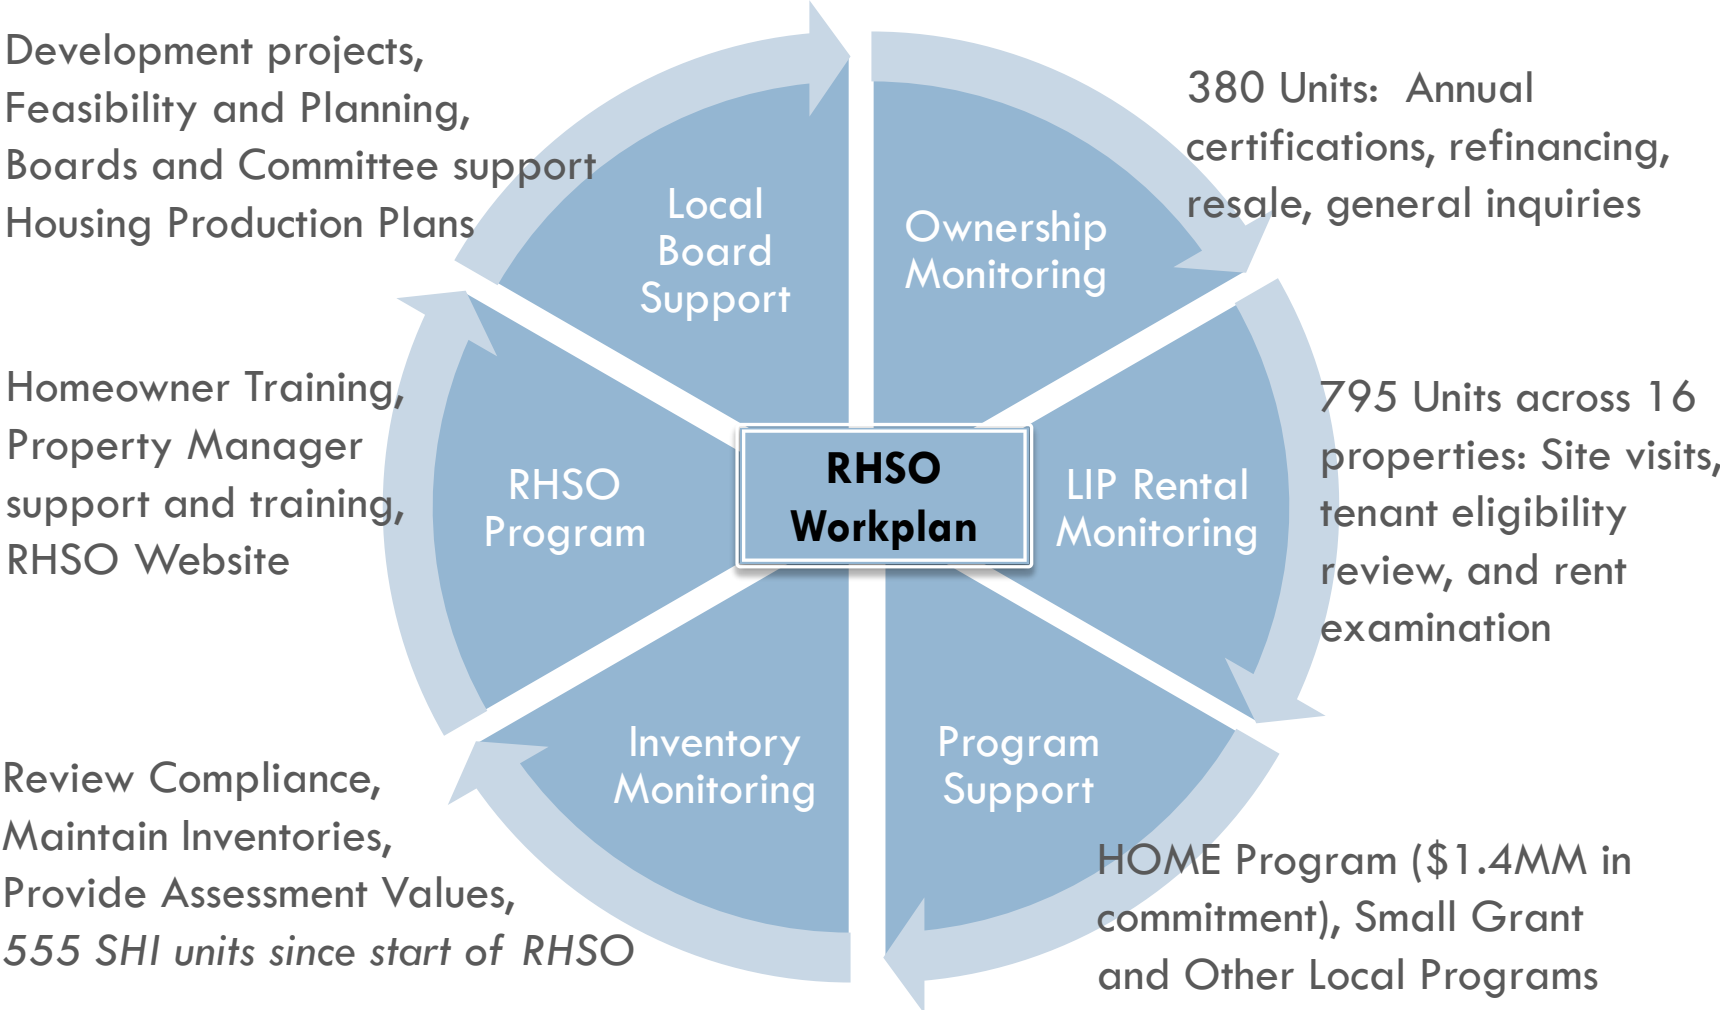 Development projects,
Feasibility and Planning,
Boards and Committee support
Housing Production Plans
Local
Board
Support
Ownership
Monitoring
380 Units:  Annual
certifications, refinancing,
resale, general inquiries
Homeowner Training,
Property Manager
support and training,
RHSO Website
RHSO
Program
RHSO
Workplan
LIP Rental
Monitoring
795 Units across 16
properties: Site visits,
tenant eligibility
review, and rent
examination
Review Compliance,
Maintain Inventories,
Provide Assessment Values,
555 SHI units since start of RHSO
Inventory
Monitoring
Program
Support
HOME Program ($1.4MM in
commitment), Small Grant
and Other Local Programs